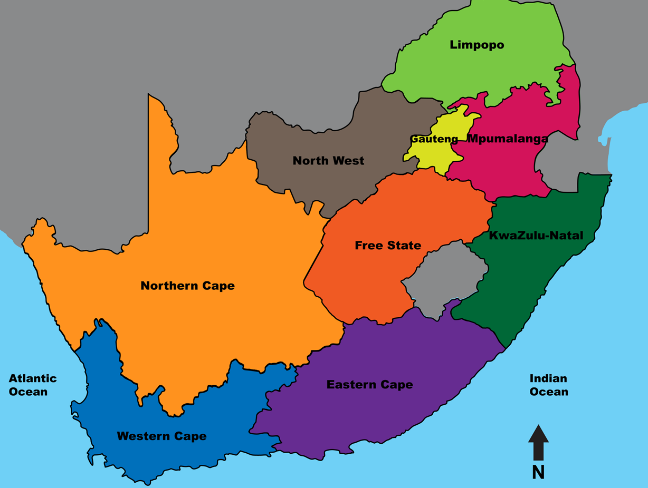 Limpopo
Gauteng
Mpumalanga
North West
KwaZulu-Natal
Free State
Northern Cape
Atlantic
Ocean
Eastern Cape
Indian
Ocean
Western Cape
N